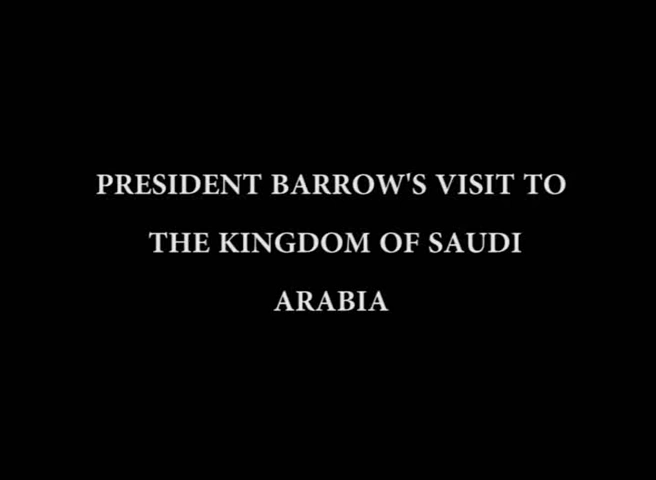 PRESIDENT BARROW'S VISIT TO
THE KINGDOM OF SAUDI
ARABIA